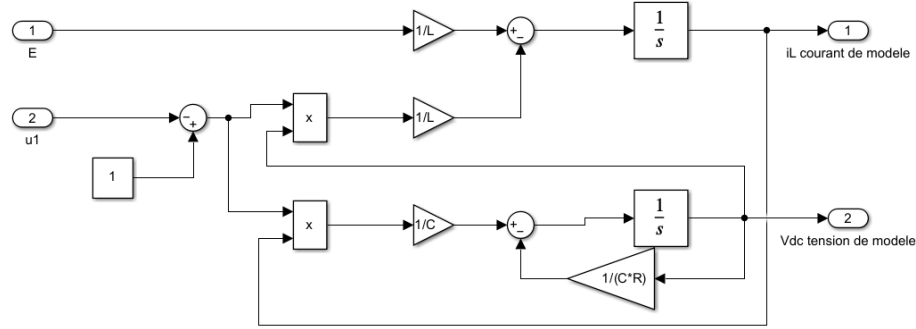 1
E
1/L
+
−
1
s
1
iL courant de modele
2
u1
−
+
x
1/L
1
x
1/C
+
−
1
s
2
Vdc tension de modele
1/(C*R)